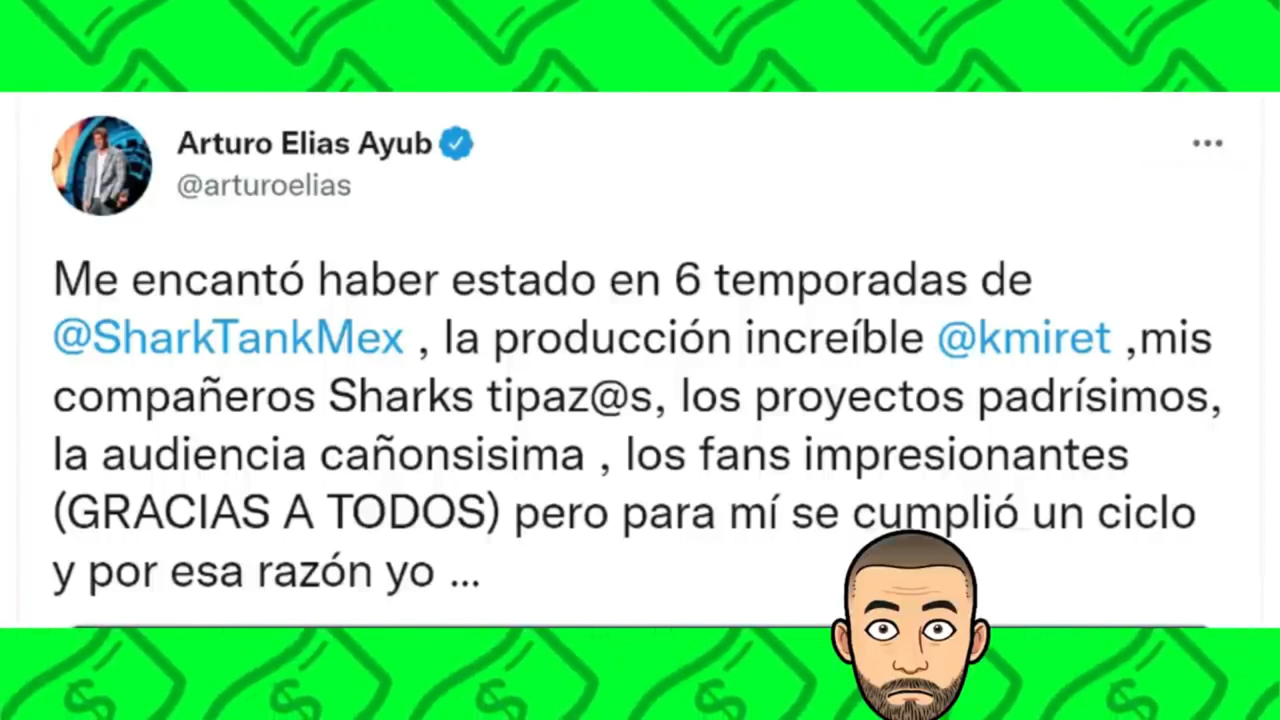 Arturo Elias Ayub
@arturoelias
Me encantó haber estado en 6 temporadas de
@SharkTankMex , la producción increíble @kmiret ,mis
compañeros Sharks tipaz@s, los proyectos padrísimos,
la audiencia cañonsisima , los fans impresionantes
(GRACIAS A TODOS) pero para mí se cumplió un ciclo
y por esa razón yo ...